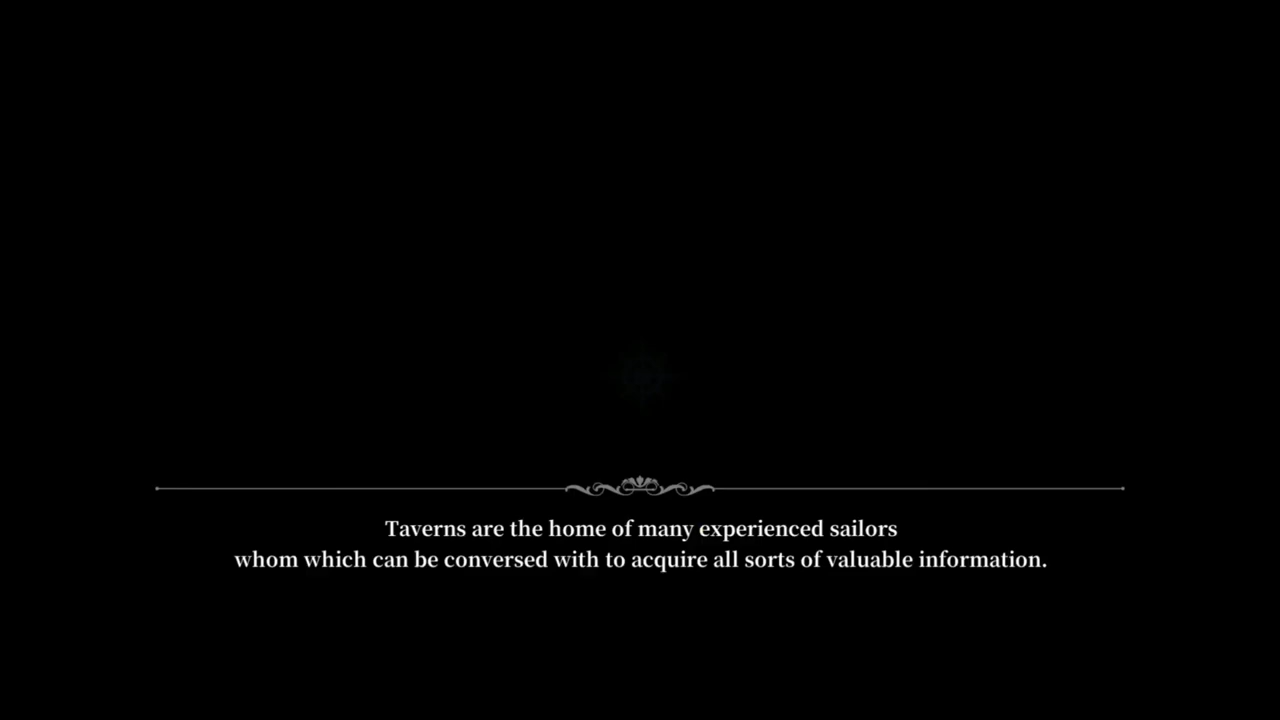 Taverns are the home of many experienced sailors
whom which can be conversed with to acquire all sorts of valuable information.